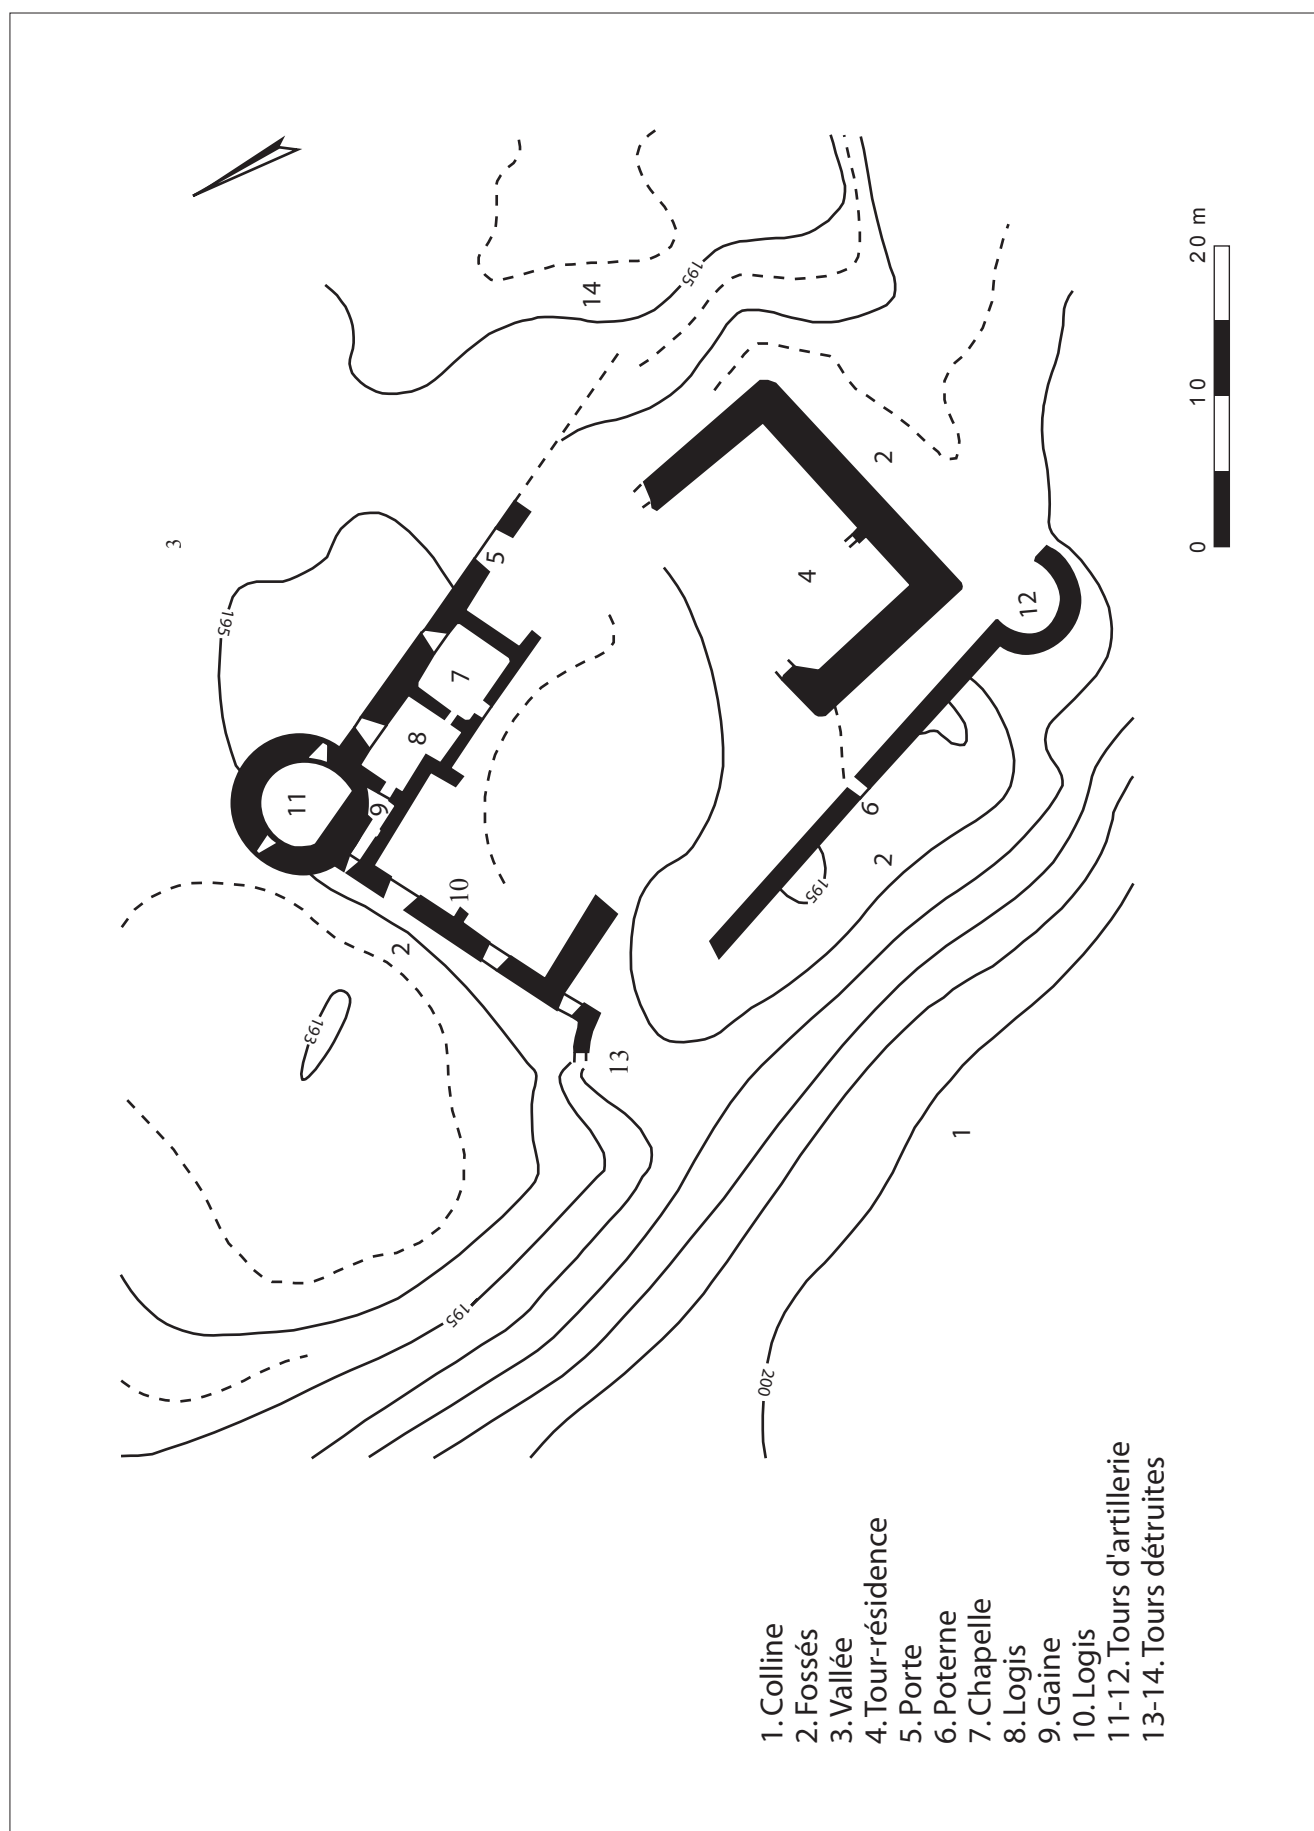 3
195
11
193
9
2
8
195
10
7
5
14
13
195
200
4
195
6
2
2
1
12
0 10 20 m
1. Colline
2. Fossés
3. Vallée
4. Tour-résidence
5. Porte
6. Poterne
7. Chapelle
8. Logis
9. Gaine
10. Logis
11-12. Tours d'artillerie
13-14. Tours détruites